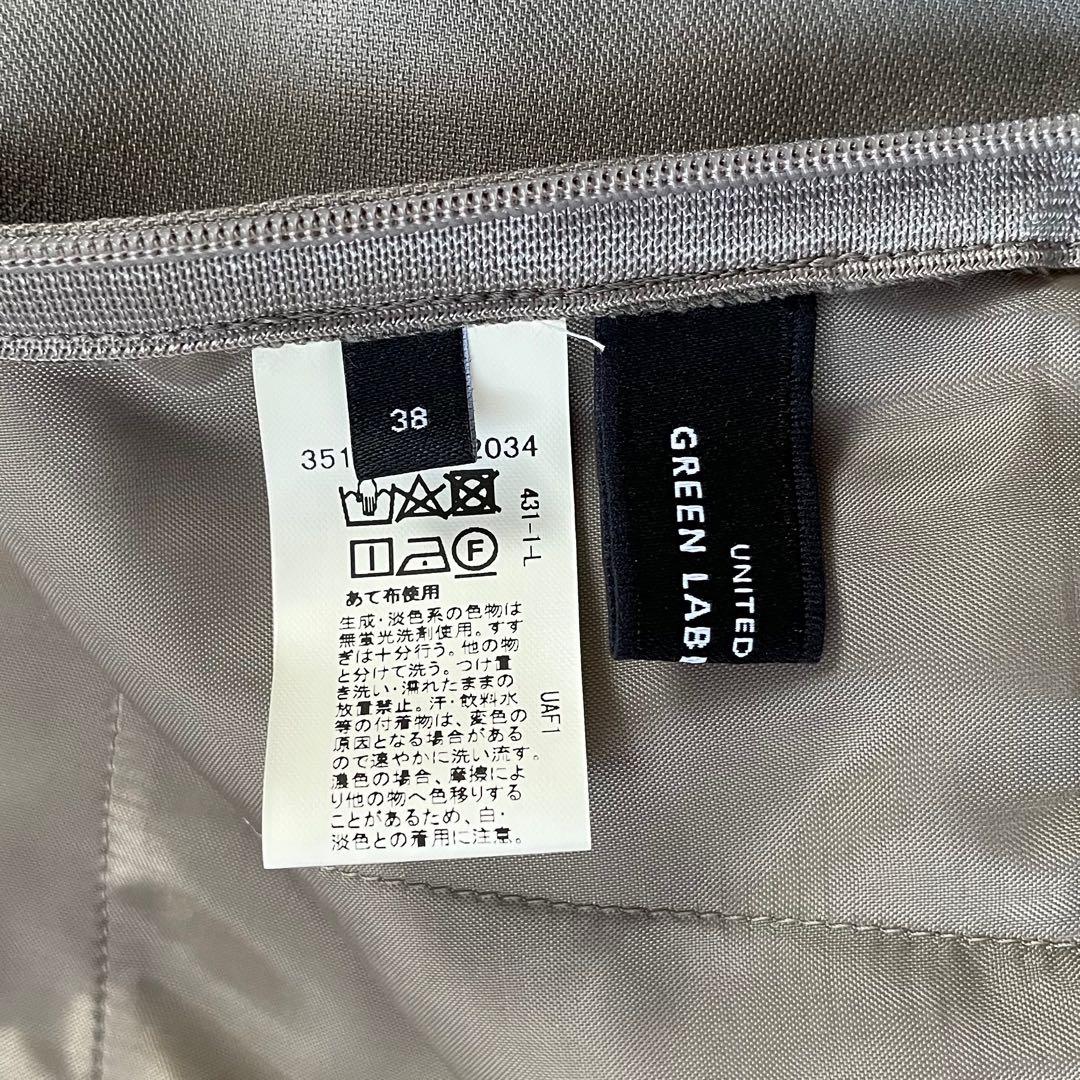 38
351 2034
431-1-L
F
あて布使用
生成・淡色系の色物は
無蛍光洗剤使用。すす
ぎは十分行う。他の物
と分けて洗う。つけ置
き洗い・濡れたままの
放置禁止。汗・飲料水
等の付着物は、変色の
原因となる場合がある
ので速やかに洗い流す。
濃色の場合、摩擦によ
り他の物へ色移りする
ことがあるため、白・
淡色との着用に注意。
UAF1
UNITED
GREEN LAB